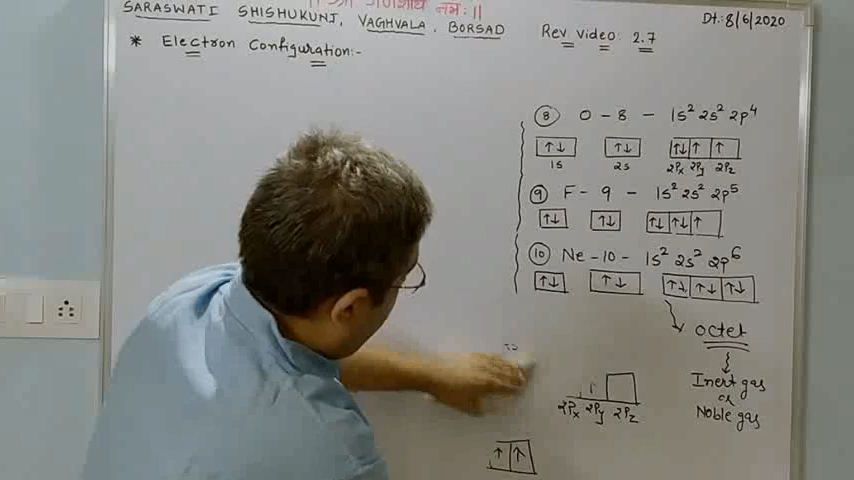 ॥ श्री गणेशाय नमः ॥
SARASWATI SHISHUKUNJ, VAGHVALA, BORSAD
Dt.: 8/6/2020
Rev. video: 2.7
* Electron Configuration:-
⑧ O - 8 - 1s² 2s² 2p⁴
↑↓ ↑↓ ↑↓ ↑ ↑
1s 2s 2Px 2Py 2Pz
⑨ F - 9 - 1s² 2s² 2p⁵
↑↓ ↑↓ ↑↓ ↑↓ ↑
⑩ Ne - 10 - 1s² 2s² 2p⁶
↑↓ ↑↓ ↑↓ ↑↓ ↑↓
octet
Inert gas
or
Noble gas
2Px 2Py 2Pz
↑ ↑